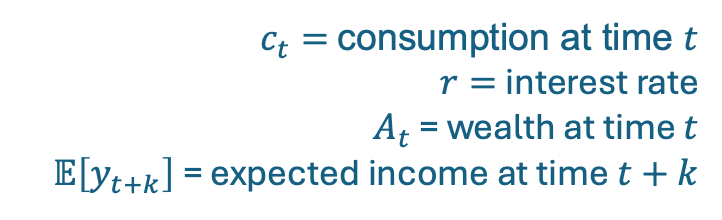 c_t = consumption at time t
r = interest rate
A_t = wealth at time t
𝔼[y_{t+k}] = expected income at time t + k